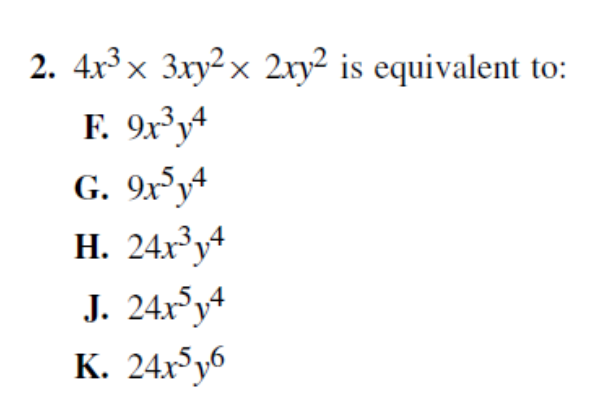 2. 4x³ × 3xy² × 2xy² is equivalent to:
F. 9x³y⁴
G. 9x⁵y⁴
H. 24x³y⁴
J. 24x⁵y⁴
K. 24x⁵y⁶